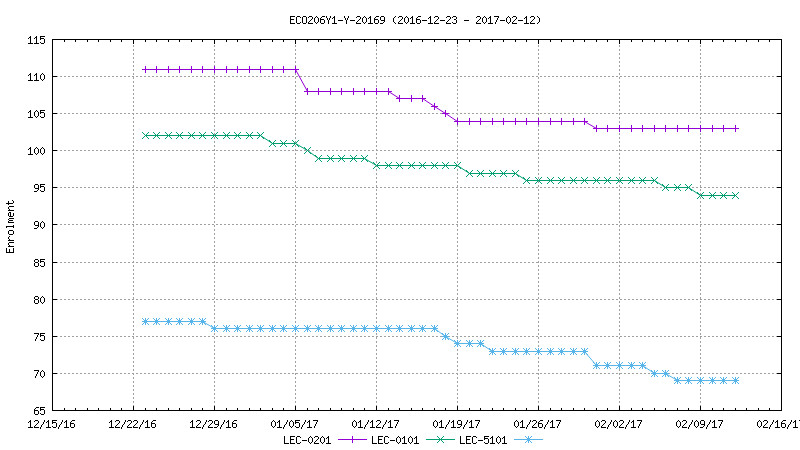 ECO206Y1-Y-20169 (2016-12-23 - 2017-02-12)
115
110
105
100
95
90
85
80
75
70
65
Enrolment
12/15/16 12/22/16 12/29/16 01/05/17 01/12/17 01/19/17 01/26/17 02/02/17 02/09/17 02/16/1
LEC-0201 LEC-0101 LEC-5101